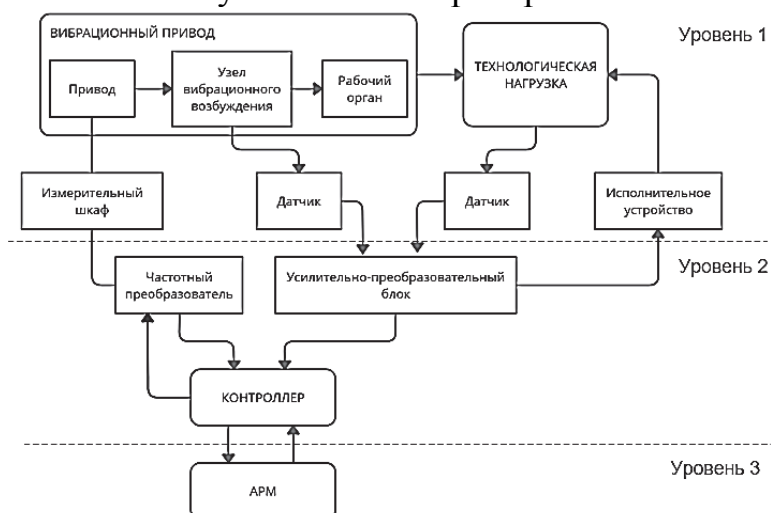 ВИБРАЦИОННЫЙ ПРИВОД
Уровень 1
Привод
Узел
вибрационного
возбуждения
Рабочий
орган
ТЕХНОЛОГИЧЕСКАЯ
НАГРУЗКА
Измерительный
шкаф
Датчик
Датчик
Исполнительное
устройство
Частотный
преобразователь
Усилительно-преобразовательный
блок
Уровень 2
КОНТРОЛЛЕР
Уровень 3
АРМ